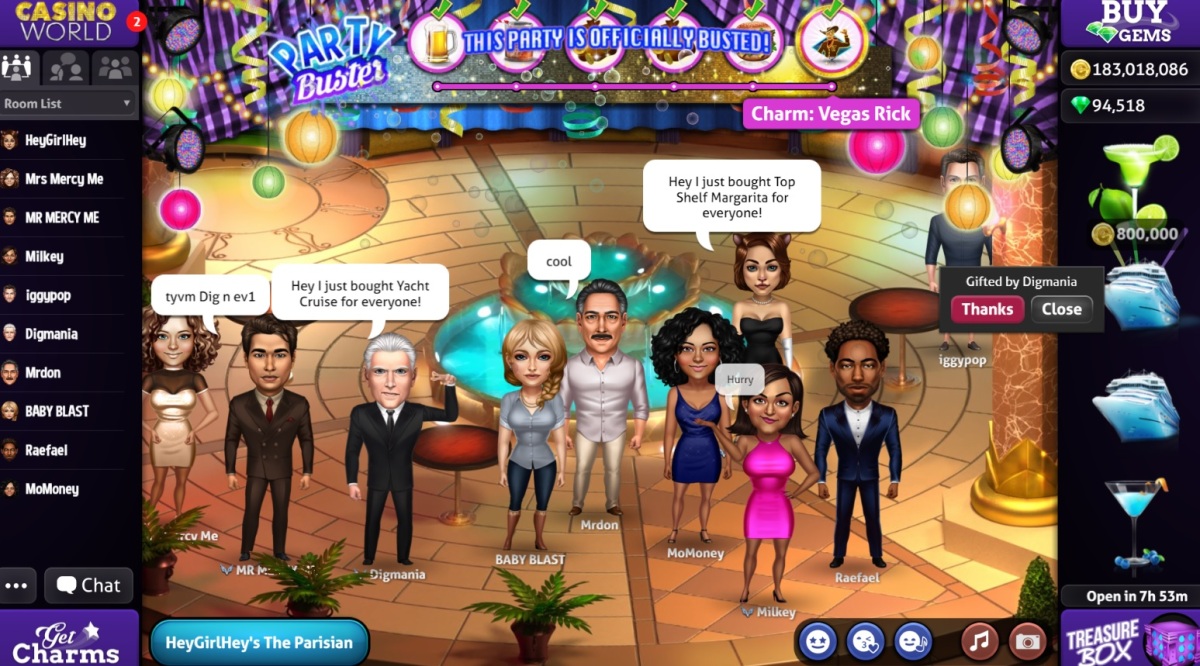 CASINO
WORLD
2
Room List
HeyGirlHey
Mrs Mercy Me
MR MERCY ME
Milkey
iggypop
Digmania
Mrdon
BABY BLAST
Raefael
MoMoney
Chat
Get
Charms
PARTY
Buster
THIS PARTY IS OFFICIALLY BUSTED!
Charm: Vegas Rick
Hey I just bought Top
Shelf Margarita for
everyone!
cool
tyvm Dig n ev1
Hey I just bought Yacht
Cruise for everyone!
Hurry
Gifted by Digmania
Thanks
Close
iggypop
Mrdon
MoMoney
BABY BLAST
Digmania
Raefael
Milkey
rcy Me
MR M
HeyGirlHey's The Parisian
BUY
GEMS
183,018,086
94,518
800,000
Open in 7h 53m
TREASURE
BOX